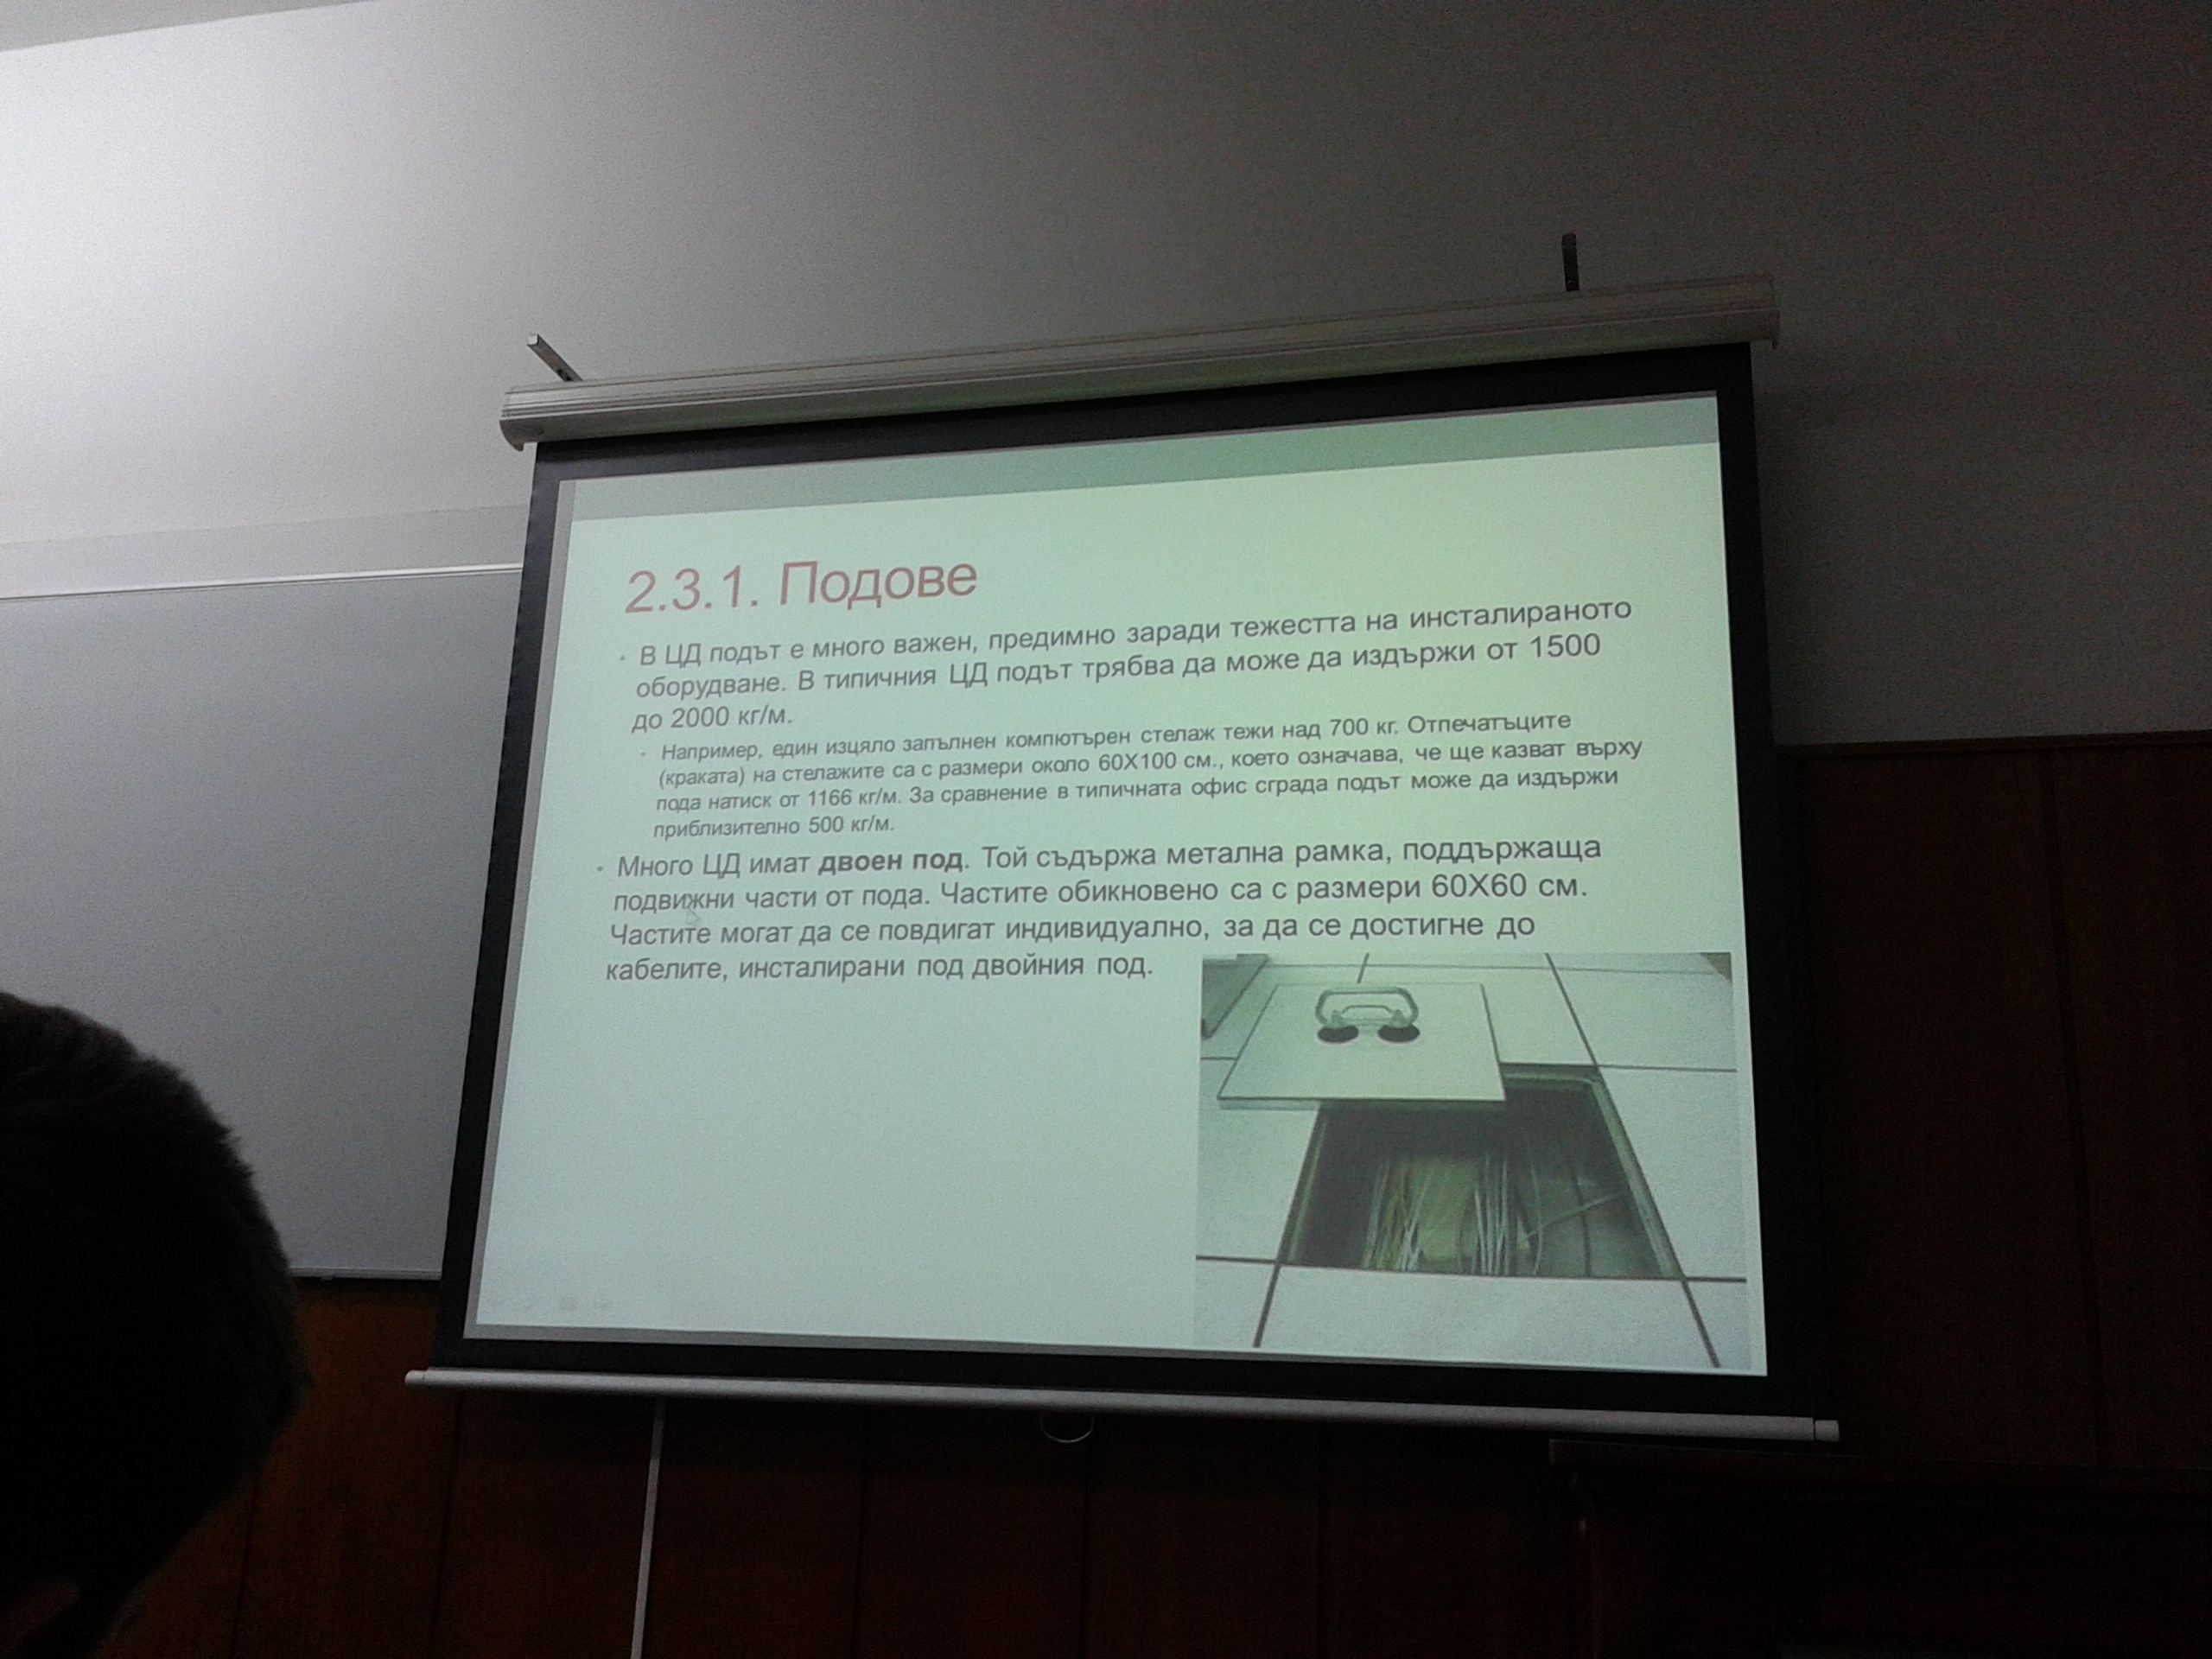 2.3.1. Подове
В ЦД подът е много важен, предимно заради тежестта на инсталираното
оборудване. В типичния ЦД подът трябва да може да издържи от 1500
до 2000 кг/м.
Например, един изцяло запълнен компютърен стелаж тежи над 700 кг. Отпечатъците
(краката) на стелажите са с размери около 60X100 см., което означава, че ще казват върху
пода натиск от 1166 кг/м. За сравнение в типичната офис сграда подът може да издържи
приблизително 500 кг/м.
Много ЦД имат двоен под. Той съдържа метална рамка, поддържаща
подвижни части от пода. Частите обикновено са с размери 60X60 см.
Частите могат да се повдигат индивидуално, за да се достигне до
кабелите, инсталирани под двойния под.